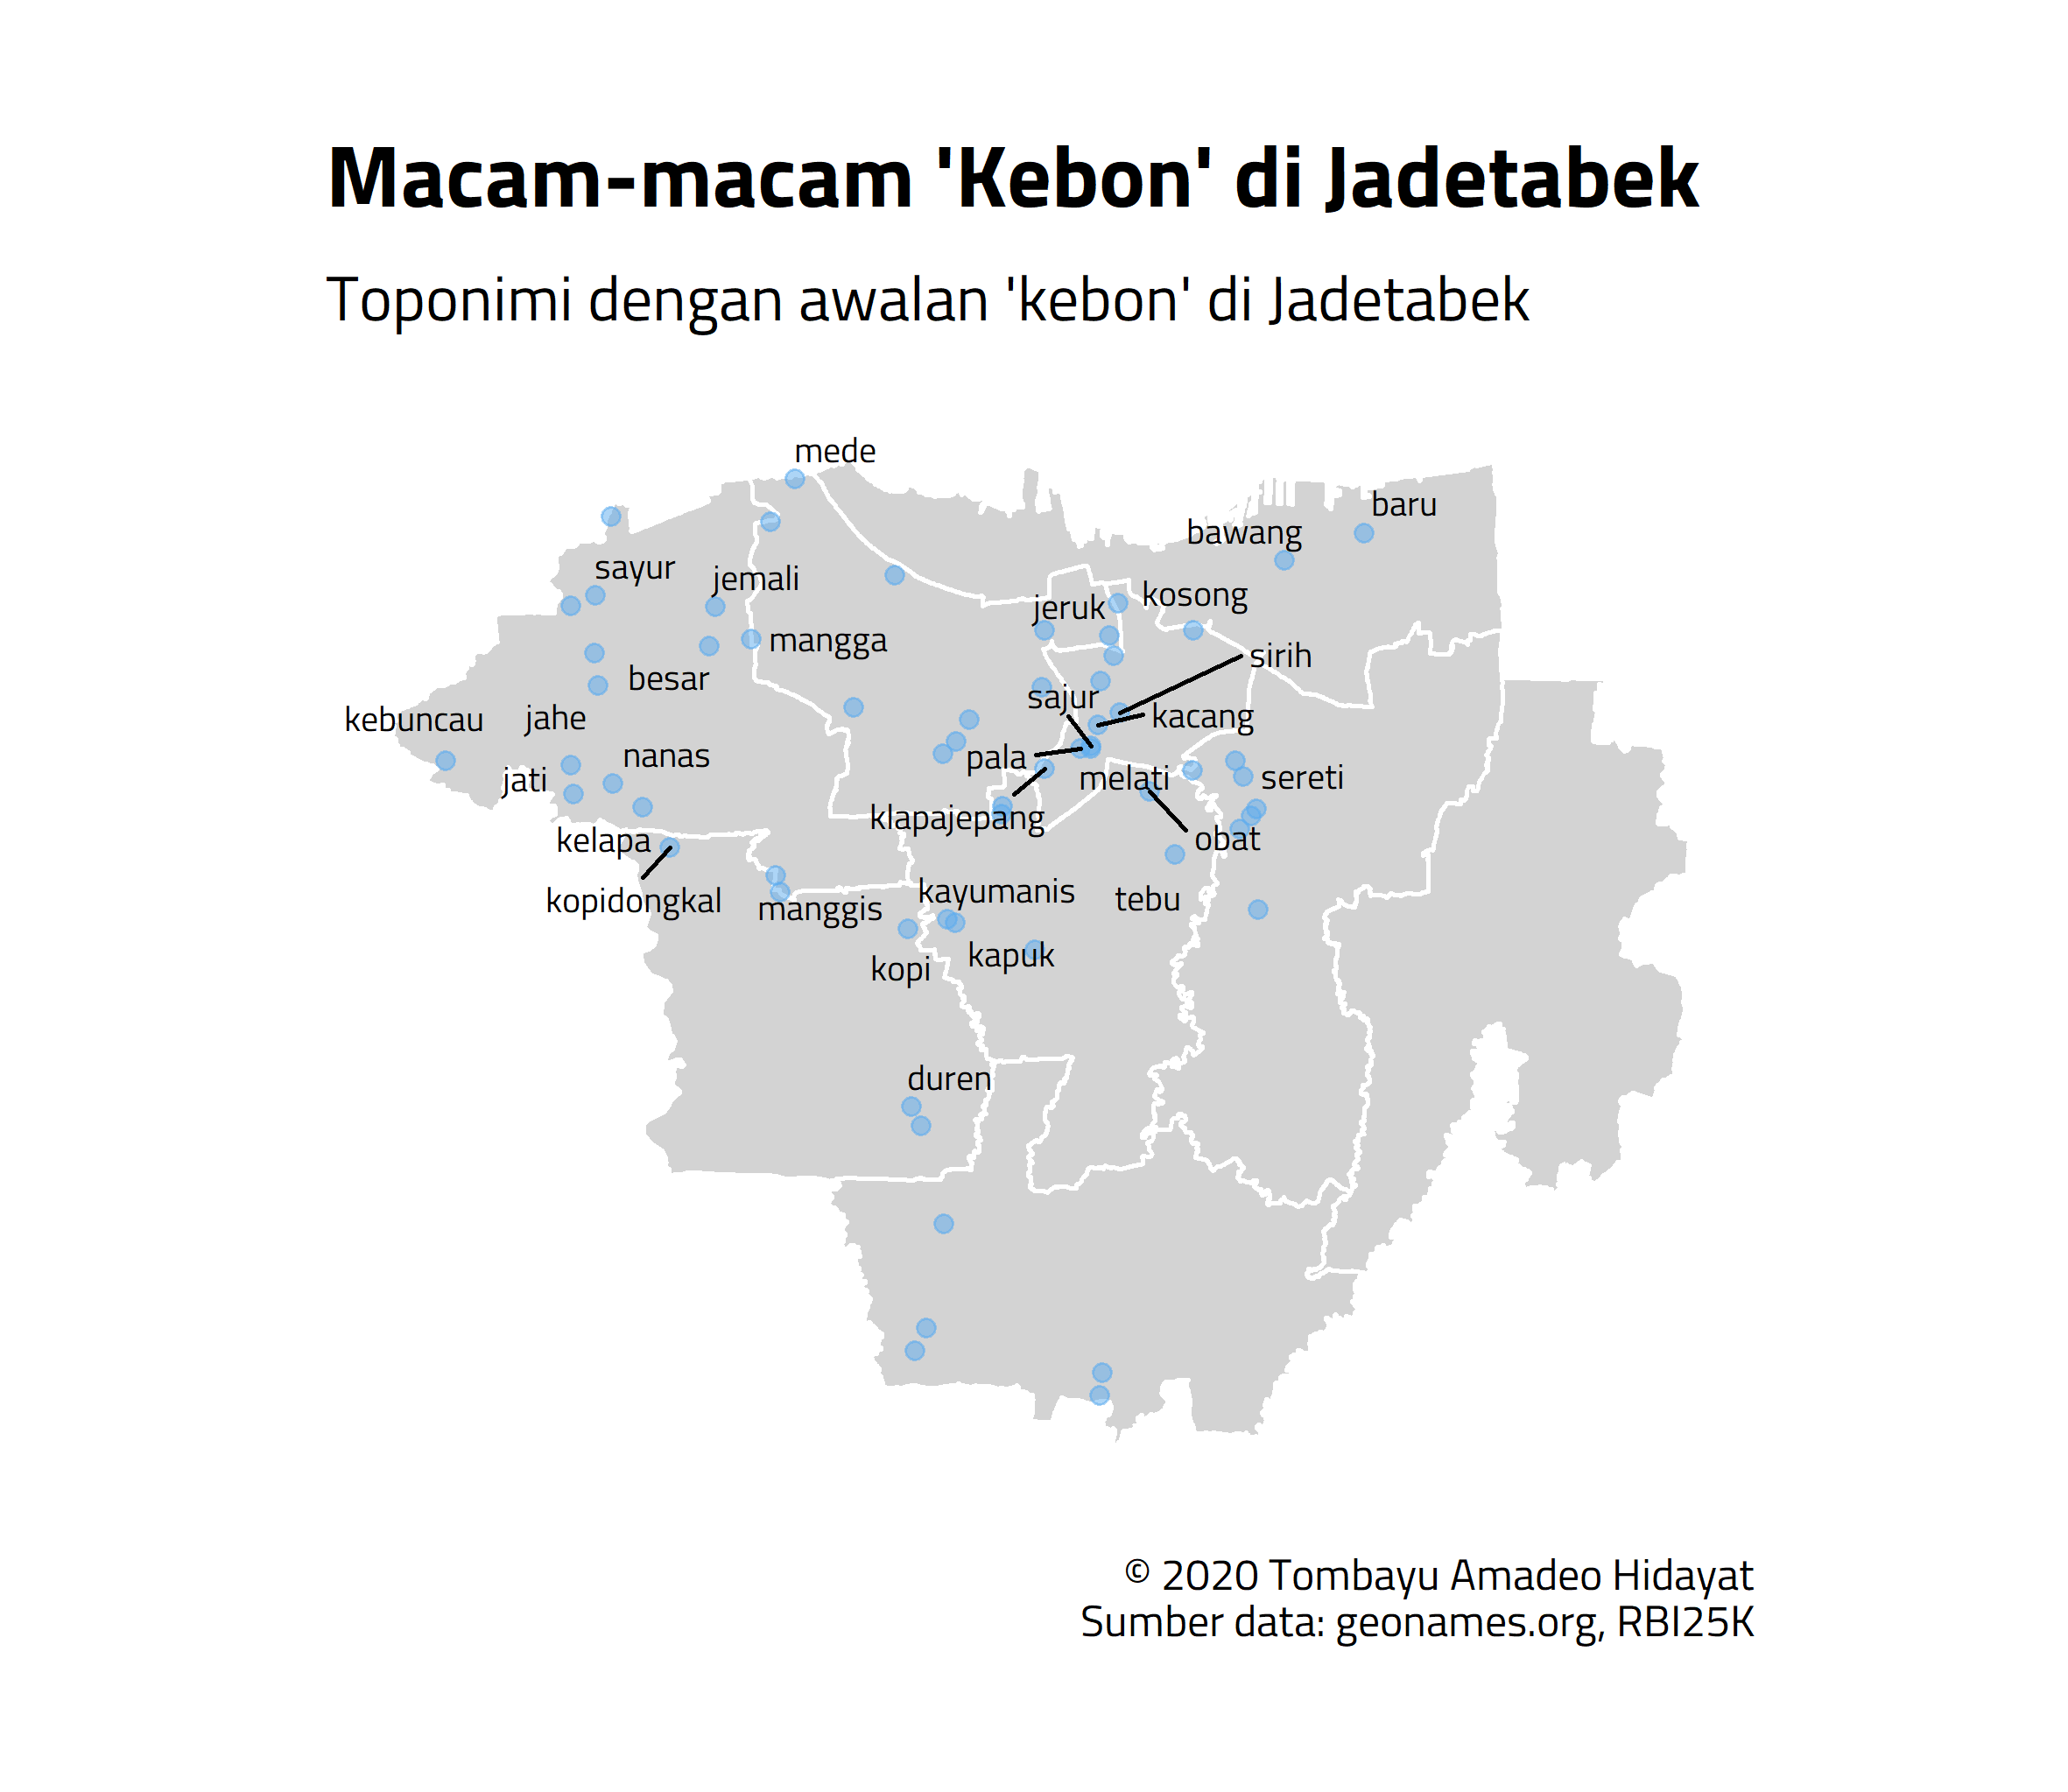 Macam-macam 'Kebon' di Jadetabek
Toponimi dengan awalan 'kebon' di Jadetabek
mede
baru
bawang
sayur
jemali
kosong
jeruk
mangga
sirih
besar
sajur
kebuncau
jahe
kacang
nanas
pala
jati
melati
sereti
klapajepang
kelapa
obat
kopidongkal
manggis
kayumanis
tebu
kopi
kapuk
duren
© 2020 Tombayu Amadeo Hidayat
Sumber data: geonames.org, RBI25K